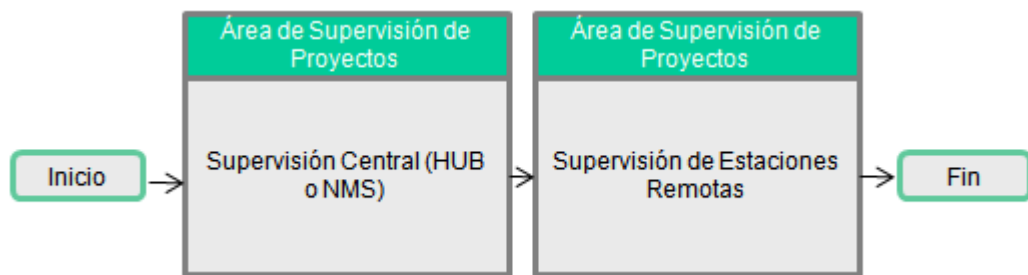 Área de Supervisión de
Proyectos
Área de Supervisión de
Proyectos
Inicio
Supervisión Central (HUB
o NMS)
Supervisión de Estaciones
Remotas
Fin